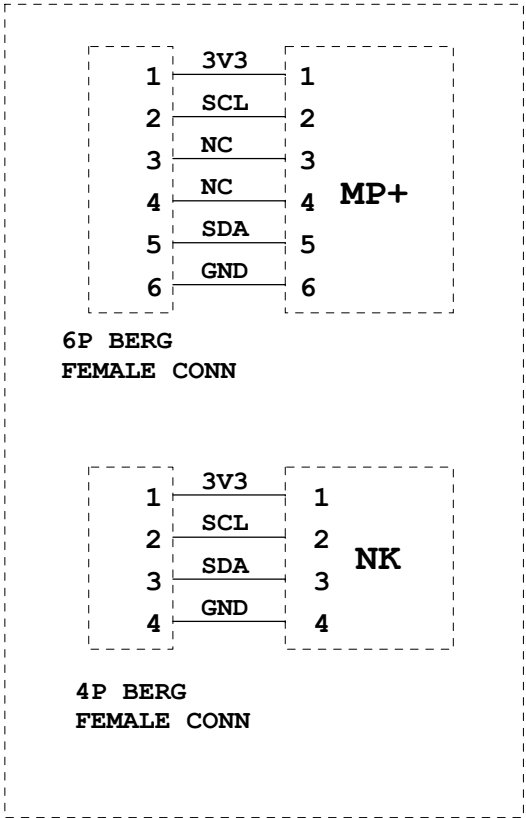 1 3V3 1
2 SCL 2
3 NC 3
4 NC 4
MP+
5 SDA 5
6 GND 6
6P BERG
FEMALE CONN
1 3V3 1
2 SCL 2
NK
3 SDA 3
4 GND 4
4P BERG
FEMALE CONN